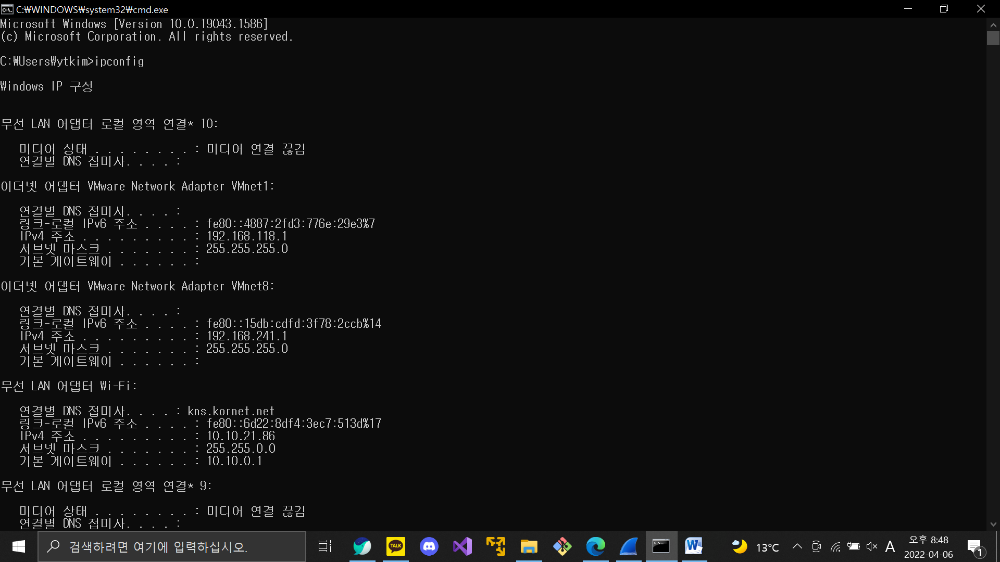 C:₩WINDOWS₩system32₩cmd.exe
Microsoft Windows [Version 10.0.19043.1586]
(c) Microsoft Corporation. All rights reserved.
C:₩Users₩ytkim>ipconfig
Windows IP 구성
무선 LAN 어댑터 로컬 영역 연결* 10:
미디어 상태 . . . . . . . . : 미디어 연결 끊김
연결별 DNS 접미사. . . . :
이더넷 어댑터 VMware Network Adapter VMnet1:
연결별 DNS 접미사. . . . :
링크-로컬 IPv6 주소 . . . . : fe80::4887:2fd3:776e:29e3%7
IPv4 주소 . . . . . . . . . : 192.168.118.1
서브넷 마스크 . . . . . . . : 255.255.255.0
기본 게이트웨이 . . . . . . :
이더넷 어댑터 VMware Network Adapter VMnet8:
연결별 DNS 접미사. . . . :
링크-로컬 IPv6 주소 . . . . : fe80::15db:cdfd:3f78:2ccb%14
IPv4 주소 . . . . . . . . . : 192.168.241.1
서브넷 마스크 . . . . . . . : 255.255.255.0
기본 게이트웨이 . . . . . . :
무선 LAN 어댑터 Wi-Fi:
연결별 DNS 접미사. . . . : kns.kornet.net
링크-로컬 IPv6 주소 . . . . : fe80::6d22:8df4:3ec7:513d%17
IPv4 주소 . . . . . . . . . : 10.10.21.86
서브넷 마스크 . . . . . . . : 255.255.0.0
기본 게이트웨이 . . . . . . : 10.10.0.1
무선 LAN 어댑터 로컬 영역 연결* 9:
미디어 상태 . . . . . . . . : 미디어 연결 끊김
연결별 DNS 접미사. . . . :
검색하려면 여기에 입력하십시오.
TALK
W
13°C
A
오후 8:48
2022-04-06
1